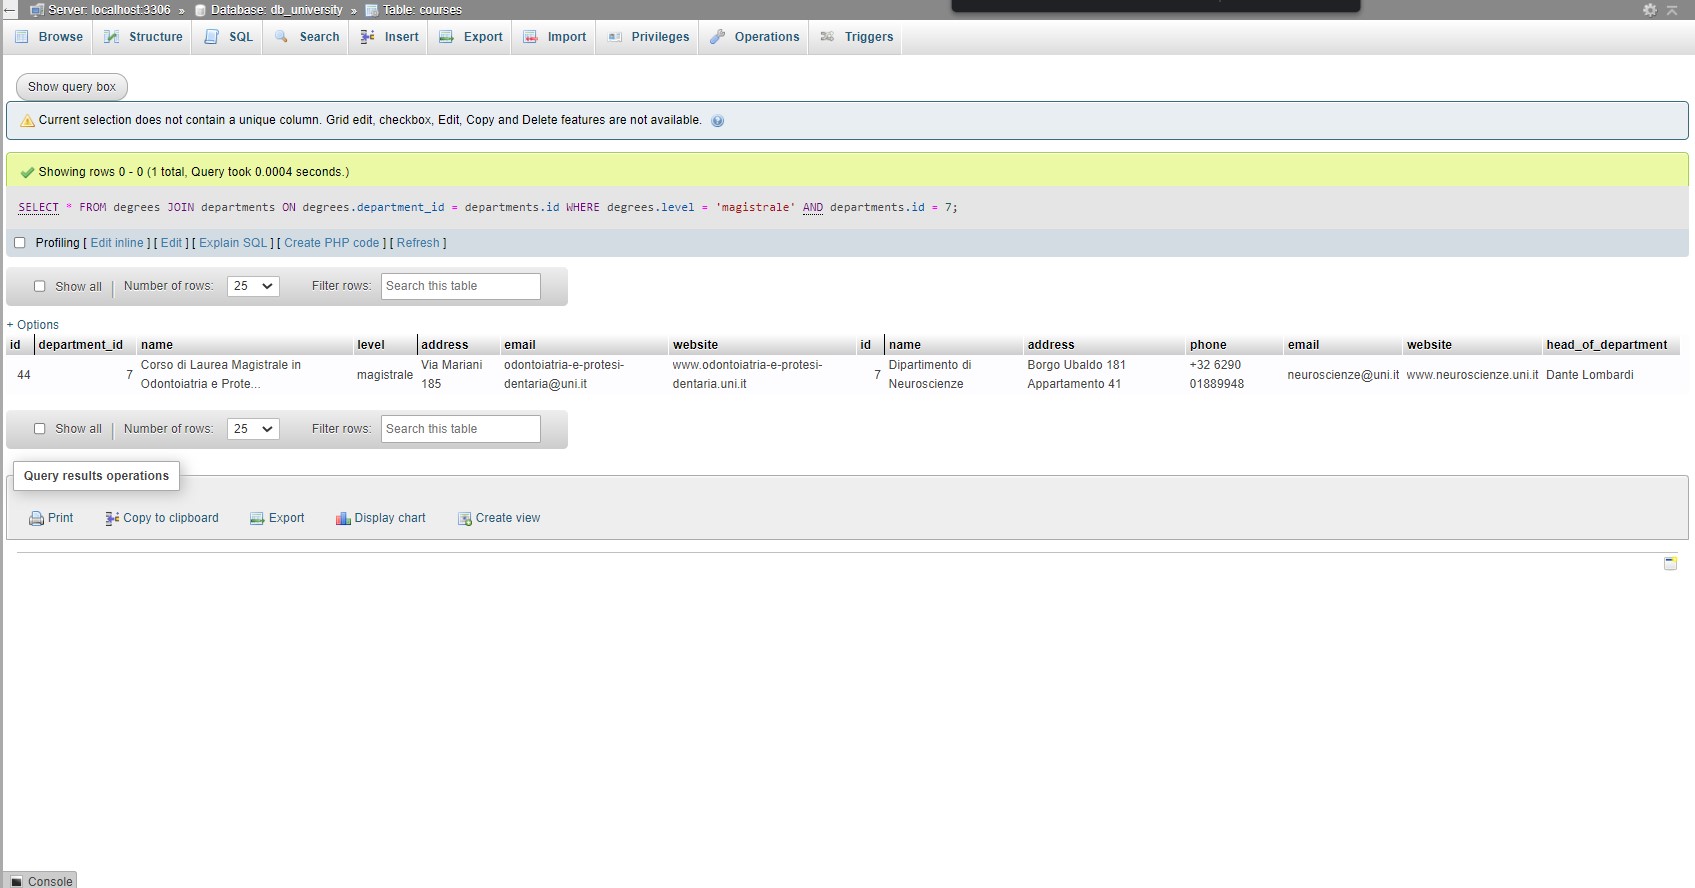 Server: localhost:3306 » Database: db_university » Table: courses
Browse Structure SQL Search Insert Export Import Privileges Operations Triggers
Show query box
Current selection does not contain a unique column. Grid edit, checkbox, Edit, Copy and Delete features are not available.
Showing rows 0 - 0 (1 total, Query took 0.0004 seconds.)
SELECT * FROM degrees JOIN departments ON degrees.department_id = departments.id WHERE degrees.level = 'magistrale' AND departments.id = 7;
Profiling [ Edit inline ] [ Edit ] [ Explain SQL ] [ Create PHP code ] [ Refresh ]
Show all | Number of rows: 25 Filter rows: Search this table
+ Options
id department_id name level address email website id name address phone email website head_of_department
44 7 Corso di Laurea Magistrale in Odontoiatria e Prote... magistrale Via Mariani 185 odontoiatria-e-protesi-dentaria@uni.it www.odontoiatria-e-protesi-dentaria.uni.it 7 Dipartimento di Neuroscienze Borgo Ubaldo 181 Appartamento 41 +32 6290 01889948 neuroscienze@uni.it www.neuroscienze.uni.it Dante Lombardi
Show all | Number of rows: 25 Filter rows: Search this table
Query results operations
Print Copy to clipboard Export Display chart Create view
Console